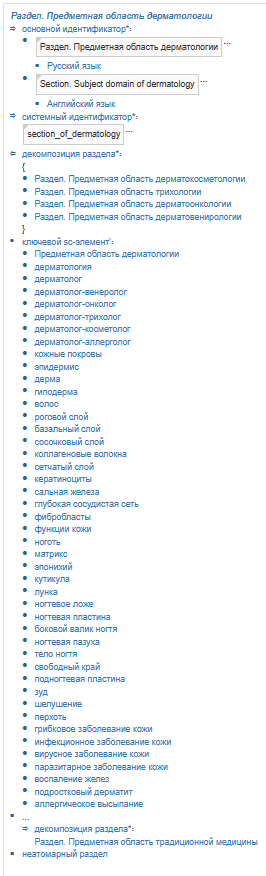 Раздел. Предметная область дерматологии
⇒ основной идентификатор*:
• Раздел. Предметная область дерматологии ...
• Русский язык
• Section. Subject domain of dermatology ...
• Английский язык
⇒ системный идентификатор*:
section_of_dermatology ...
⇐ декомпозиция раздела*:
{
• Раздел. Предметная область дерматокосметологии
• Раздел. Предметная область трихологии
• Раздел. Предметная область дерматоонкологии
• Раздел. Предметная область дерматовенирологии
}
• ключевой sc-элемент':
• Предметная область дерматологии
• дерматология
• дерматолог
• дерматолог-венеролог
• дерматолог-онколог
• дерматолог-трихолог
• дерматолог-косметолог
• дерматолог-аллерголог
• кожные покровы
• эпидермис
• дерма
• гиподерма
• волос
• роговой слой
• базальный слой
• сосочковый слой
• коллагеновые волокна
• сетчатый слой
• кератиноциты
• сальная железа
• глубокая сосудистая сеть
• фибробласты
• функции кожи
• ноготь
• матрикс
• эпонихий
• кутикула
• лунка
• ногтевое ложе
• ногтевая пластина
• боковой валик ногтя
• ногтевая пазуха
• тело ногтя
• свободный край
• подногтевая пластина
• зуд
• шелушение
• перхоть
• грибковое заболевание кожи
• инфекционное заболевание кожи
• вирусное заболевание кожи
• паразитарное заболевание кожи
• воспаление желез
• подростковый дерматит
• аллергическое высыпание
• ...
⇒ декомпозиция раздела*:
Раздел. Предметная область традиционной медицины
• неатомарный раздел